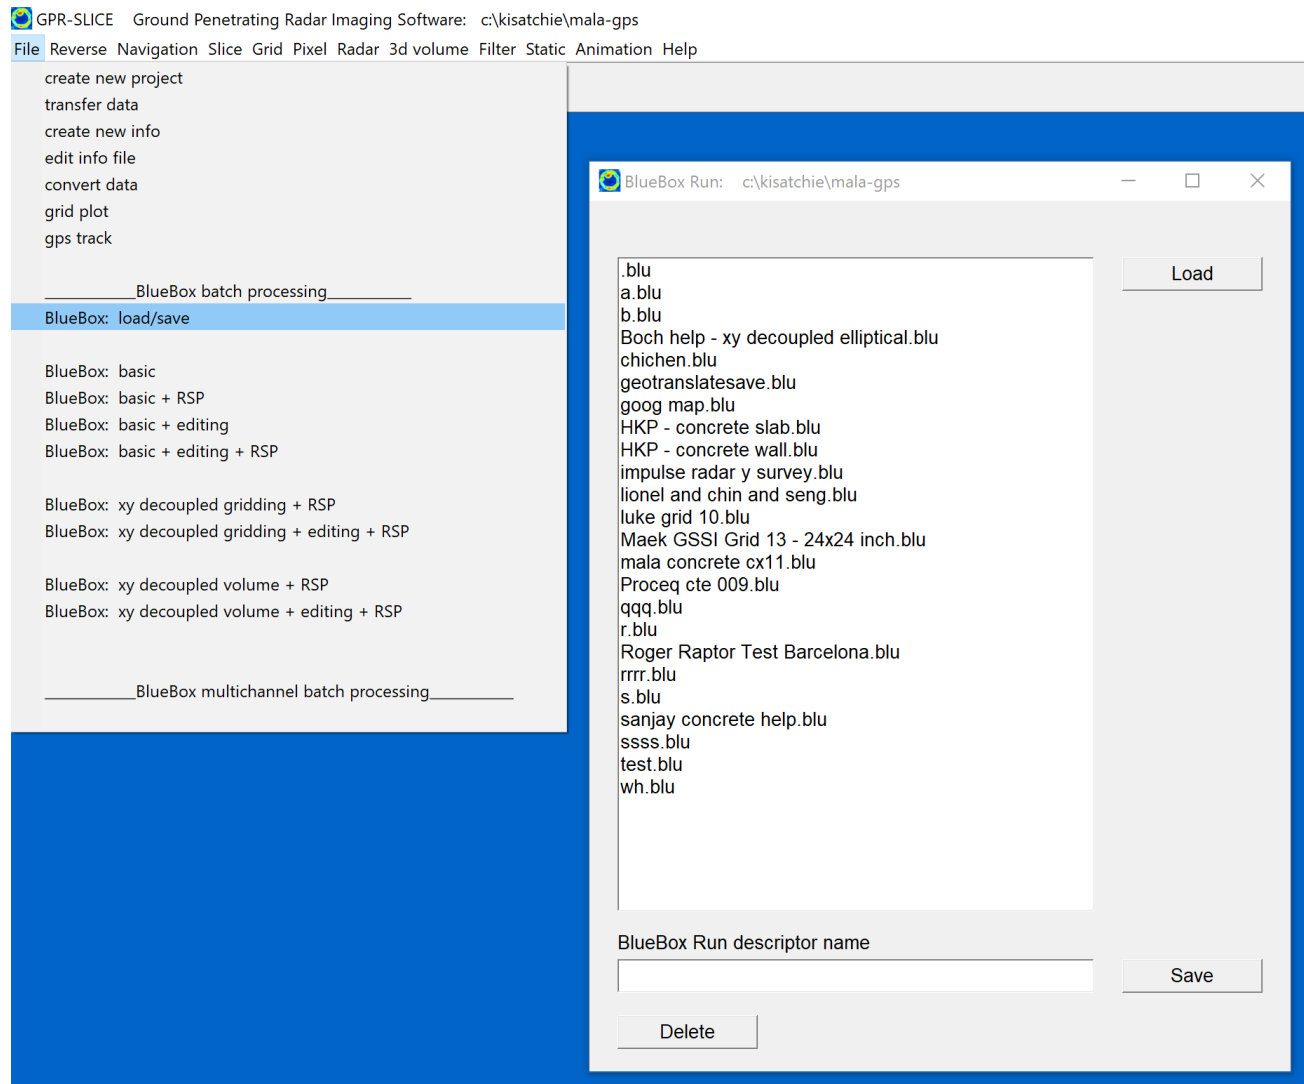 GPR-SLICE Ground Penetrating Radar Imaging Software: c:\kisatchie\mala-gps
File Reverse Navigation Slice Grid Pixel Radar 3d volume Filter Static Animation Help
create new project
transfer data
create new info
edit info file
convert data
grid plot
gps track
__________BlueBox batch processing__________
BlueBox: load/save
BlueBox: basic
BlueBox: basic + RSP
BlueBox: basic + editing
BlueBox: basic + editing + RSP
BlueBox: xy decoupled gridding + RSP
BlueBox: xy decoupled gridding + editing + RSP
BlueBox: xy decoupled volume + RSP
BlueBox: xy decoupled volume + editing + RSP
__________BlueBox multichannel batch processing__________
BlueBox Run: c:\kisatchie\mala-gps
.blu
a.blu
b.blu
Boch help - xy decoupled elliptical.blu
chichen.blu
geotranslatesave.blu
goog map.blu
HKP - concrete slab.blu
HKP - concrete wall.blu
impulse radar y survey.blu
lionel and chin and seng.blu
luke grid 10.blu
Maek GSSI Grid 13 - 24x24 inch.blu
mala concrete cx11.blu
Proceq cte 009.blu
qqq.blu
r.blu
Roger Raptor Test Barcelona.blu
rrrr.blu
s.blu
sanjay concrete help.blu
ssss.blu
test.blu
wh.blu
Load
BlueBox Run descriptor name
Save
Delete